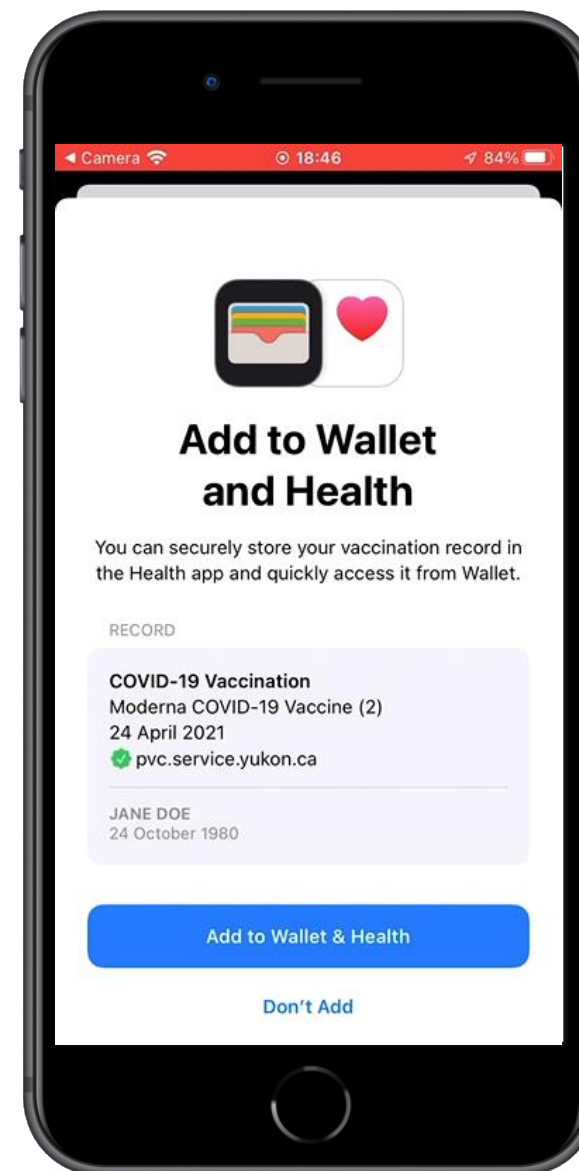 Camera 18:46 84%
Add to Wallet
and Health
You can securely store your vaccination record in
the Health app and quickly access it from Wallet.
RECORD
COVID-19 Vaccination
Moderna COVID-19 Vaccine (2)
24 April 2021
pvc.service.yukon.ca
JANE DOE
24 October 1980
Add to Wallet & Health
Don’t Add